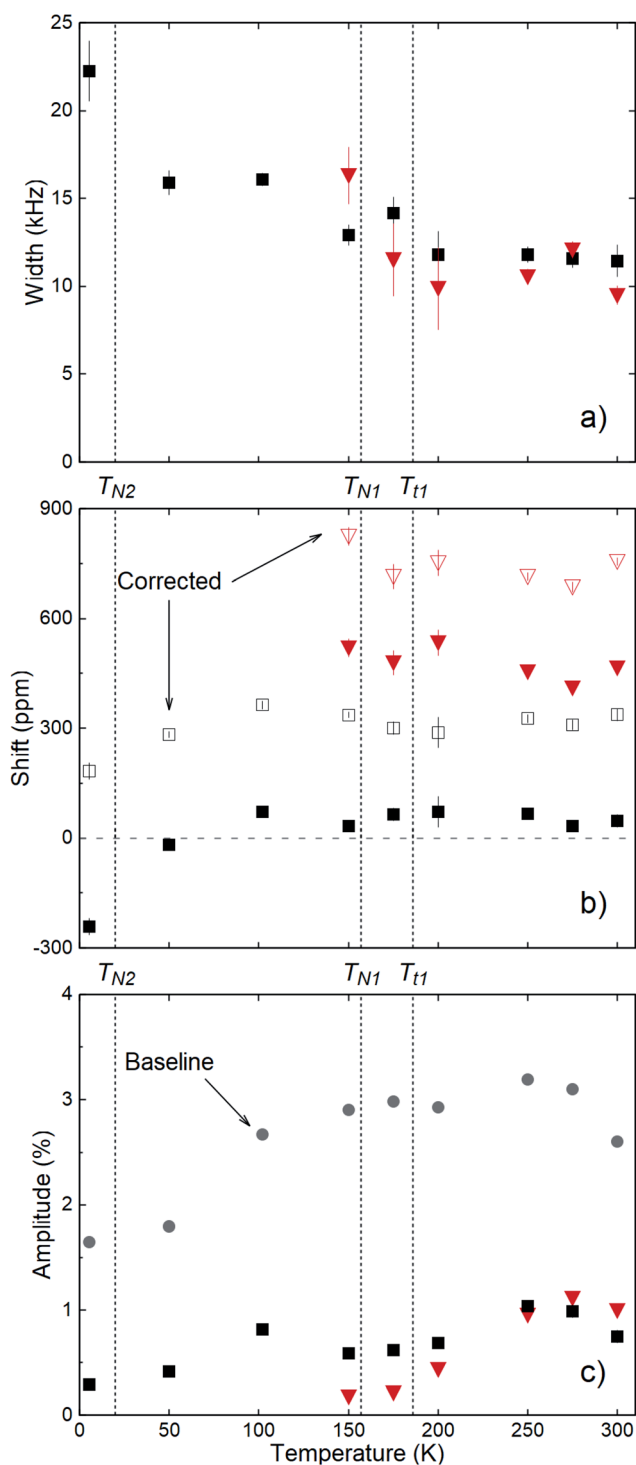 25
20
15
10
5
0
Width (kHz)
a)
T_N2 T_N1 T_t1
900
600
300
0
-300
Shift (ppm)
Corrected
b)
T_N2 T_N1 T_t1
4
3
2
1
0
Amplitude (%)
Baseline
c)
0 50 100 150 200 250 300
Temperature (K)